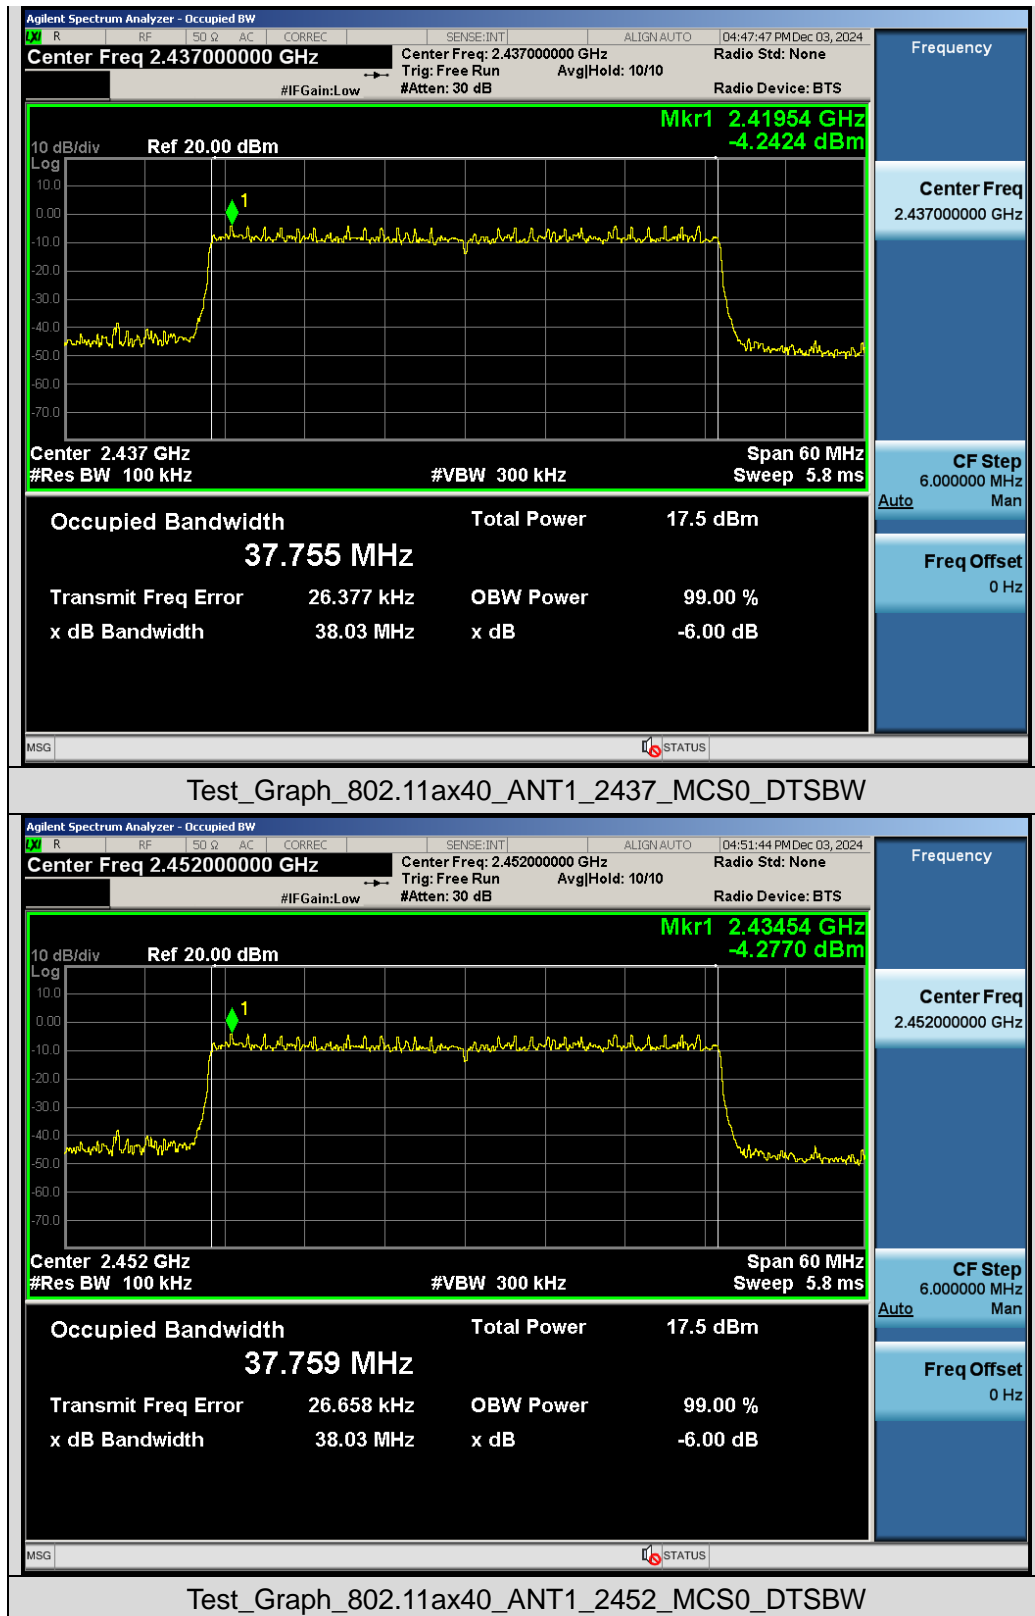 Agilent Spectrum Analyzer - Occupied BW
LXI R RF 50 Ω AC CORREC SENSE:INT ALIGN AUTO 04:47:47 PM Dec 03, 2024
Center Freq 2.437000000 GHz
Center Freq: 2.437000000 GHz Radio Std: None
Trig: Free Run Avg|Hold: 10/10
#IFGain:Low #Atten: 30 dB Radio Device: BTS
Frequency
Mkr1 2.41954 GHz
-4.2424 dBm
10 dB/div Ref 20.00 dBm
Log
10.0
0.00
-10.0
-20.0
-30.0
-40.0
-50.0
-60.0
-70.0
1
Center 2.437 GHz Span 60 MHz
#Res BW 100 kHz #VBW 300 kHz Sweep 5.8 ms
Center Freq
2.437000000 GHz
CF Step
6.000000 MHz
Auto Man
Freq Offset
0 Hz
Occupied Bandwidth Total Power 17.5 dBm
37.755 MHz
Transmit Freq Error 26.377 kHz OBW Power 99.00 %
x dB Bandwidth 38.03 MHz x dB -6.00 dB
MSG STATUS
Test_Graph_802.11ax40_ANT1_2437_MCS0_DTSBW
Agilent Spectrum Analyzer - Occupied BW
LXI R RF 50 Ω AC CORREC SENSE:INT ALIGN AUTO 04:51:44 PM Dec 03, 2024
Center Freq 2.452000000 GHz
Center Freq: 2.452000000 GHz Radio Std: None
Trig: Free Run Avg|Hold: 10/10
#IFGain:Low #Atten: 30 dB Radio Device: BTS
Frequency
Mkr1 2.43454 GHz
-4.2770 dBm
10 dB/div Ref 20.00 dBm
Log
10.0
0.00
-10.0
-20.0
-30.0
-40.0
-50.0
-60.0
-70.0
1
Center 2.452 GHz Span 60 MHz
#Res BW 100 kHz #VBW 300 kHz Sweep 5.8 ms
Center Freq
2.452000000 GHz
CF Step
6.000000 MHz
Auto Man
Freq Offset
0 Hz
Occupied Bandwidth Total Power 17.5 dBm
37.759 MHz
Transmit Freq Error 26.658 kHz OBW Power 99.00 %
x dB Bandwidth 38.03 MHz x dB -6.00 dB
MSG STATUS
Test_Graph_802.11ax40_ANT1_2452_MCS0_DTSBW